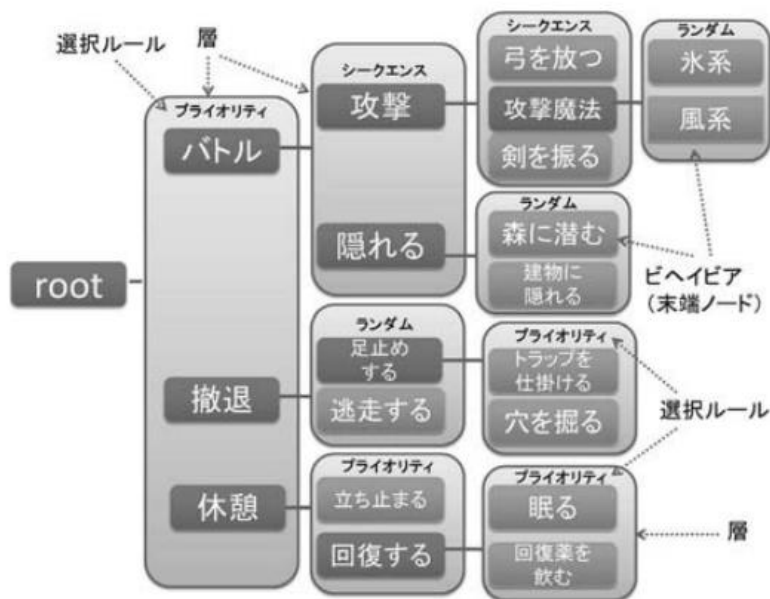 選択ルール
層
プライオリティ
バトル
root
撤退
休憩
シークエンス
攻撃
隠れる
シークエンス
弓を放つ
攻撃魔法
剣を振る
ランダム
氷系
風系
ランダム
森に潜む
建物に
隠れる
ビヘイビア
(末端ノード)
ランダム
足止め
する
逃走する
プライオリティ
トラップを
仕掛ける
穴を掘る
選択ルール
プライオリティ
立ち止まる
回復する
プライオリティ
眠る
回復薬を
飲む
層